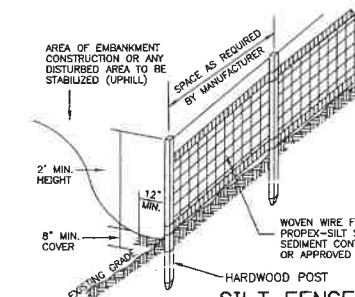 AREA OF EMBANKMENT
CONSTRUCTION OR ANY
DISTURBED AREA TO BE
STABILIZED (UPHILL)
SPACE AS REQUIRED
BY MANUFACTURER
2' MIN.
HEIGHT
12"
MIN.
8" MIN.
COVER
EXISTING GRADE
WOVEN WIRE F
PROPEX-SILT S
SEDIMENT CONT
OR APPROVED
HARDWOOD POST
SILT FENCE